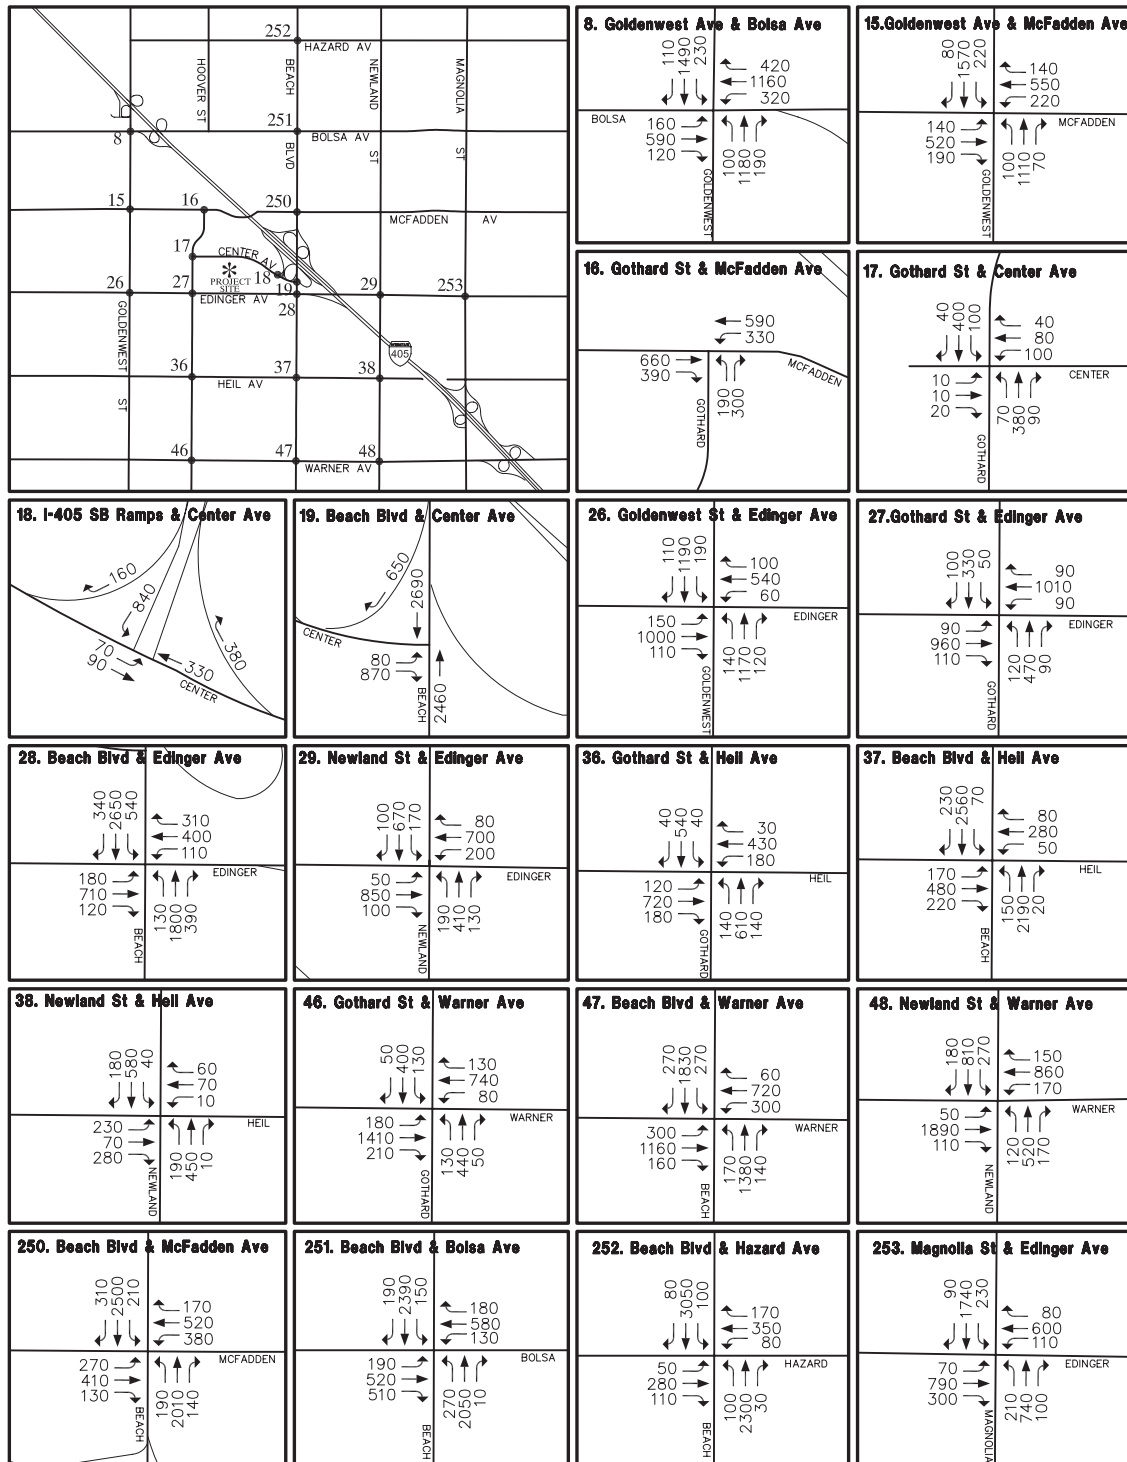 252
HAZARD AV
HOOVER ST
BEACH
NEWLAND
MAGNOLIA
8
251
BOLSA AV
BLVD
ST
ST
15
16
250
MCFADDEN AV
17
CENTER AV
18
PROJECT
SITE
26
27
19
29
253
EDINGER AV
28
GOLDENWEST
INTERSTATE
405
36
37
38
HEIL AV
ST
46
47
48
WARNER AV
8. Goldenwest Ave & Bolsa Ave
110 1490 230
420
1160
320
BOLSA
160
590
120
100 1180 190
GOLDENWEST
15.Goldenwest Ave & McFadden Ave
80 1570 220
140
550
220
MCFADDEN
140
520
190
100 1110 70
GOLDENWEST
16. Gothard St & McFadden Ave
590
330
660
390
190 300
MCFADDEN
GOTHARD
17. Gothard St & Center Ave
40 400 100
40
80
100
CENTER
10
10
20
70 380 90
GOTHARD
18. I-405 SB Ramps & Center Ave
160
840
380
70
90
330
CENTER
19. Beach Blvd & Center Ave
650
2690
CENTER
80
870
BEACH
2460
26. Goldenwest St & Edinger Ave
110 1190 190
100
540
60
EDINGER
150
1000
110
140 1170 120
GOLDENWEST
27.Gothard St & Edinger Ave
100 330 50
90
1010
90
EDINGER
90
960
110
120 470 90
GOTHARD
28. Beach Blvd & Edinger Ave
340 2650 540
310
400
110
EDINGER
180
710
120
130 1800 390
BEACH
29. Newland St & Edinger Ave
100 670 170
80
700
200
EDINGER
50
850
100
190 410 130
NEWLAND
36. Gothard St & Heil Ave
40 540 40
30
430
180
HEIL
120
720
180
140 610 140
GOTHARD
37. Beach Blvd & Heil Ave
230 2560 70
80
280
50
HEIL
170
480
220
150 2190 20
BEACH
38. Newland St & Heil Ave
180 580 40
60
70
10
HEIL
230
70
280
190 450 10
NEWLAND
46. Gothard St & Warner Ave
50 400 130
130
740
80
WARNER
180
1410
210
130 440 50
GOTHARD
47. Beach Blvd & Warner Ave
270 1830 270
60
720
300
WARNER
300
1160
160
170 1380 140
BEACH
48. Newland St & Warner Ave
180 810 270
150
860
170
WARNER
50
1890
110
120 520 170
NEWLAND
250. Beach Blvd & McFadden Ave
310 2500 210
170
520
380
MCFADDEN
270
410
130
190 2010 140
BEACH
251. Beach Blvd & Bolsa Ave
190 2390 150
180
580
130
BOLSA
190
520
510
270 2050 10
BEACH
252. Beach Blvd & Hazard Ave
80 3050 100
170
350
80
HAZARD
50
280
110
100 2300 30
BEACH
253. Magnolia St & Edinger Ave
90 1740 230
80
600
110
EDINGER
70
790
300
210 740 100
MAGNOLIA